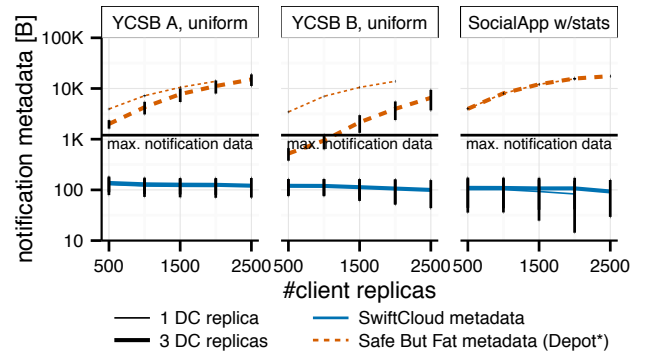 YCSB A, uniform YCSB B, uniform SocialApp w/stats
notification metadata [B]
100K
10K
1K
max. notification data max. notification data max. notification data
100
10
500 1500 2500 500 1500 2500 500 1500 2500
#client replicas
1 DC replica SwiftCloud metadata
3 DC replicas Safe But Fat metadata (Depot*)